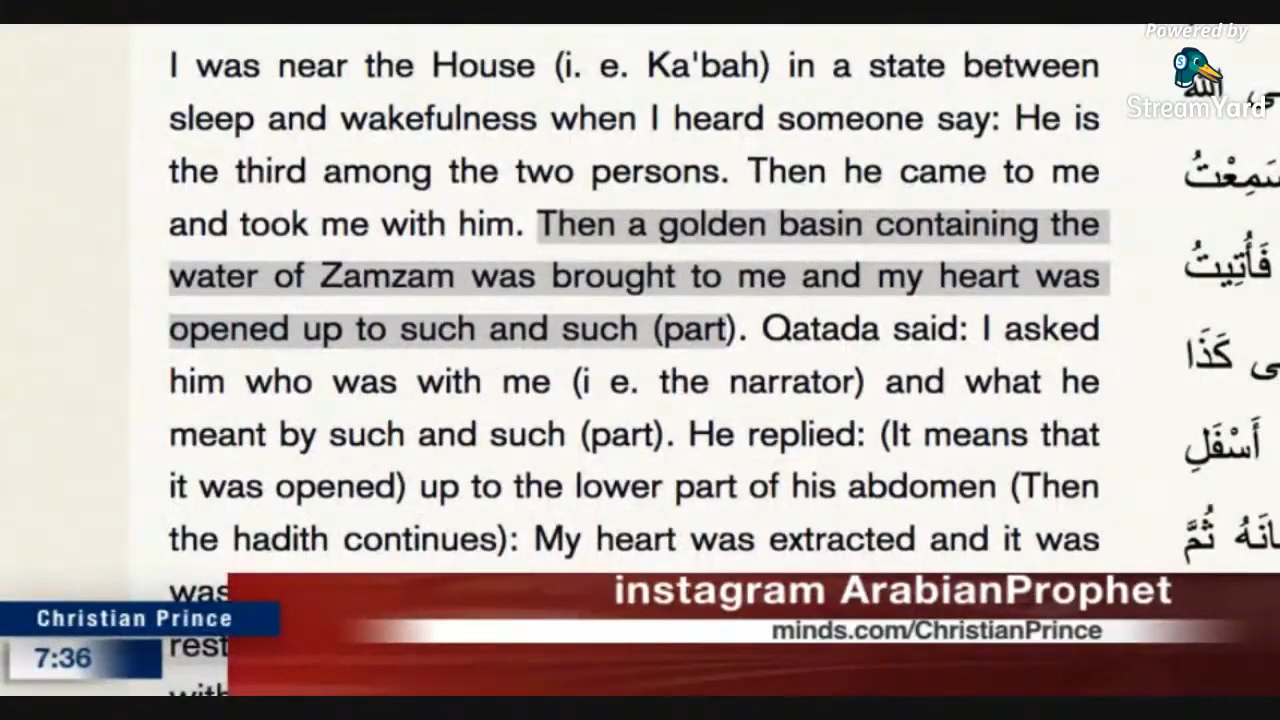 Powered by
StreamYard
I was near the House (i. e. Ka'bah) in a state between
sleep and wakefulness when I heard someone say: He is
the third among the two persons. Then he came to me
and took me with him. Then a golden basin containing the
water of Zamzam was brought to me and my heart was
opened up to such and such (part). Qatada said: I asked
him who was with me (i e. the narrator) and what he
meant by such and such (part). He replied: (It means that
it was opened) up to the lower part of his abdomen (Then
the hadith continues): My heart was extracted and it was
was
rest
with
سَمِعْتُ
فَأُتِيتُ
كَذَا
أَسْفَلِ
ثُمَّ
instagram ArabianProphet
minds.com/ChristianPrince
Christian Prince
7:36